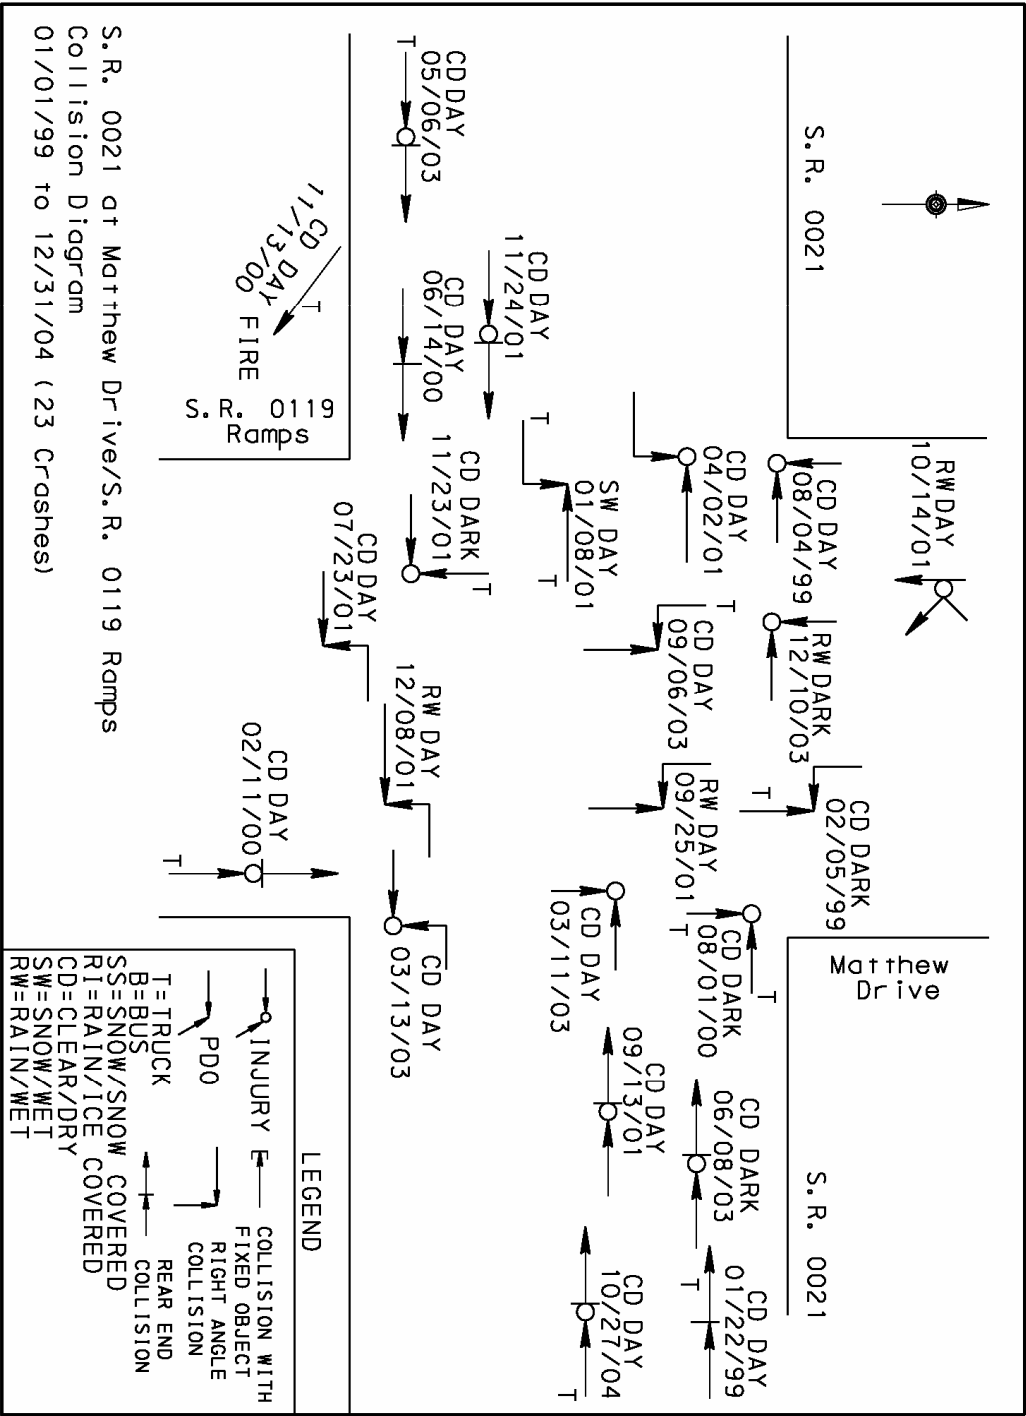 S.R. 0021
RW DAY
10/14/01
CD DAY
08/04/99
RW DARK
12/10/03
CD DARK
02/05/99
Matthew
Drive
S.R. 0021
CD DAY
04/02/01
SW DAY
01/08/01
T
T
CD DAY
09/06/03
T
RW DAY
09/25/01
T
CD DARK
08/01/00
T
T
CD DAY
03/11/03
CD DARK
06/08/03
CD DAY
01/22/99
T
CD DAY
09/13/01
CD DAY
10/27/04
T
CD DAY
05/06/03
T
CD DAY
11/24/01
CD DAY
06/14/00
CD DARK
11/23/01
T
CD DAY
07/23/01
RW DAY
12/08/01
CD DAY
03/13/03
CD DAY
11/13/00
T
FIRE
S.R. 0119
Ramps
CD DAY
02/11/00
T
S.R. 0021 at Matthew Drive/S.R. 0119 Ramps
Collision Diagram
01/01/99 to 12/31/04 (23 Crashes)
LEGEND
INJURY
COLLISION WITH
FIXED OBJECT
PDO
RIGHT ANGLE
COLLISION
REAR END
COLLISION
T=TRUCK
B=BUS
SS=SNOW/SNOW COVERED
RI=RAIN/ICE COVERED
CD=CLEAR/DRY
SW=SNOW/WET
RW=RAIN/WET